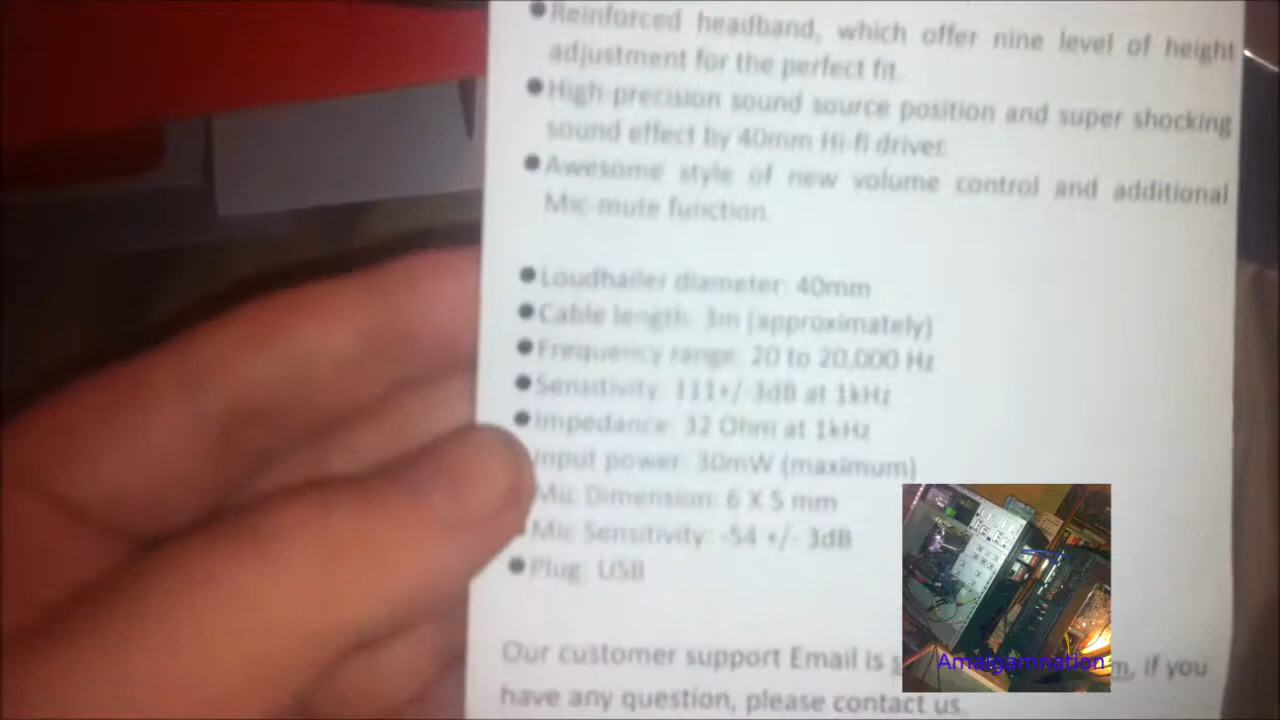 Reinforced headband, which offer nine level of height
adjustment for the perfect fit.
High-precision sound source position and super shocking
sound effect by 40mm Hi-fi driver.
Awesome style of new volume control and additional
Mic-mute function.
Loudhailer diameter: 40mm
Cable length: 3m (approximately)
Frequency range: 20 to 20,000 Hz
Sensitivity: 111+/-3dB at 1kHz
Impedance: 32 Ohm at 1kHz
Input power: 30mW (maximum)
Mic Dimension: 6 X 5 mm
Mic Sensitivity: -54 +/- 3dB
Plug: USB
Our customer support Email is
Amalgamnation
if you
have any question, please contact us.